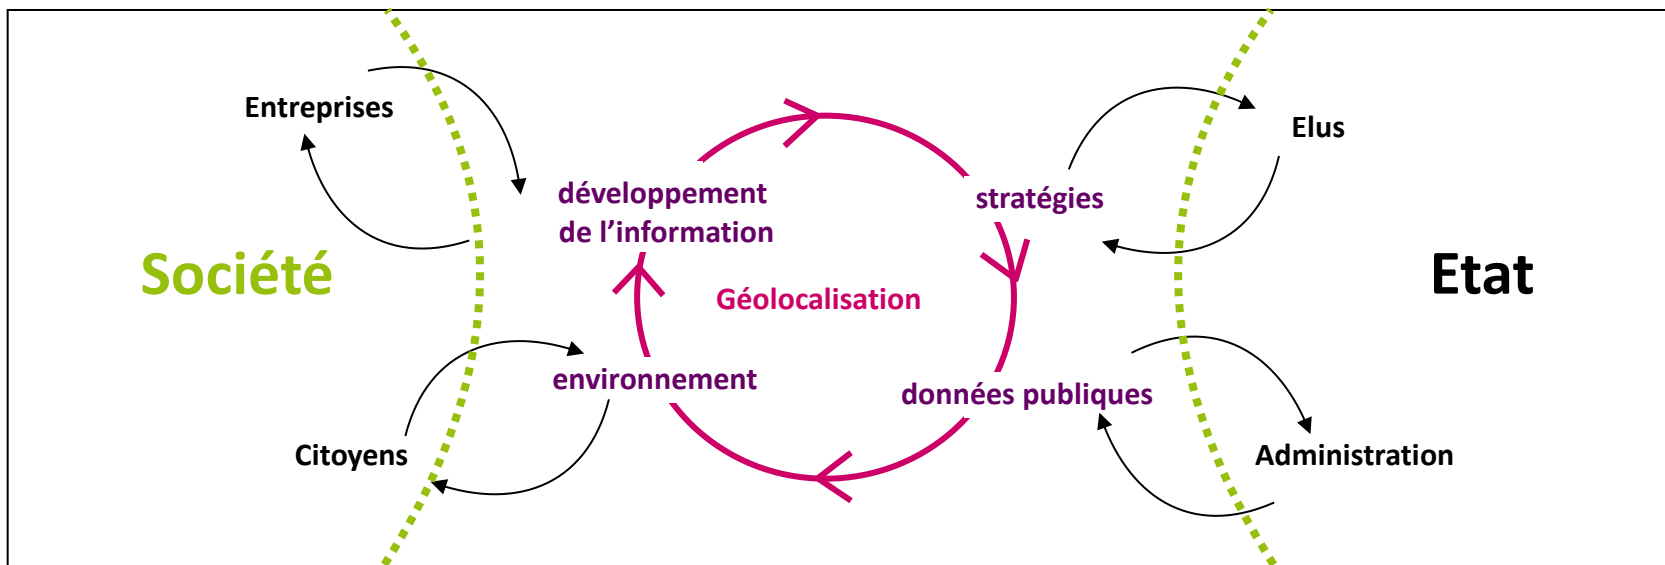 Entreprises
Elus
développement
de l’information
stratégies
Société
Géolocalisation
Etat
environnement
données publiques
Citoyens
Administration